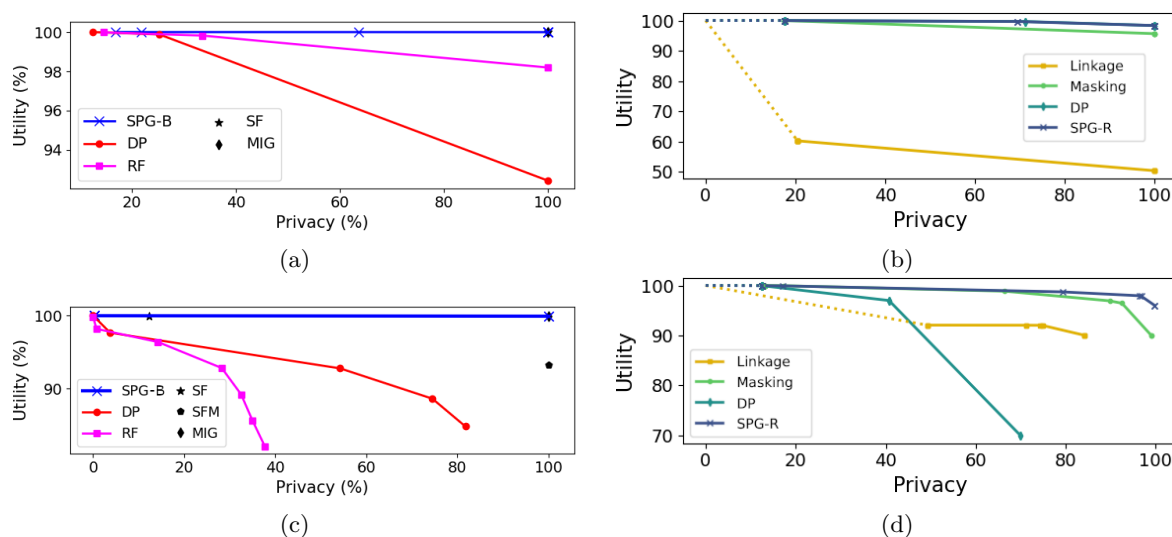 100
98
96
94
Utility (%)
SPG-B
DP
RF
SF
MIG
20
40
60
80
100
Privacy (%)
(a)
100
90
80
70
60
50
Utility
Linkage
Masking
DP
SPG-R
0
20
40
60
80
100
Privacy
(b)
100
90
Utility (%)
SPG-B
DP
RF
SF
SFM
MIG
0
20
40
60
80
100
Privacy (%)
(c)
100
90
80
70
Utility
Linkage
Masking
DP
SPG-R
0
20
40
60
80
100
Privacy
(d)